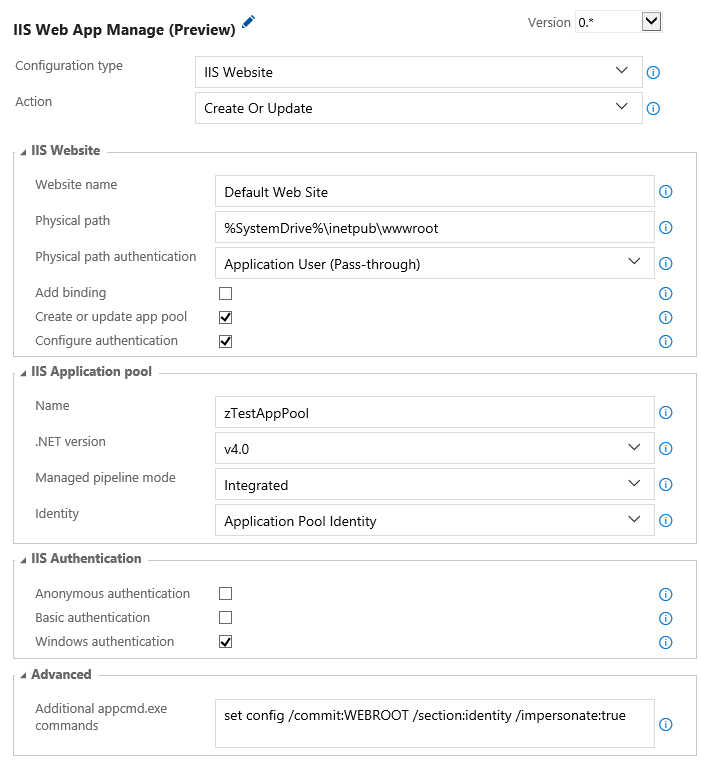 IIS Web App Manage (Preview)
Version 0.*
Configuration type IIS Website
Action Create Or Update
IIS Website
Website name Default Web Site
Physical path %SystemDrive%\inetpub\wwwroot
Physical path authentication Application User (Pass-through)
Add binding
Create or update app pool
Configure authentication
IIS Application pool
Name zTestAppPool
.NET version v4.0
Managed pipeline mode Integrated
Identity Application Pool Identity
IIS Authentication
Anonymous authentication
Basic authentication
Windows authentication
Advanced
Additional appcmd.exe
commands
set config /commit:WEBROOT /section:identity /impersonate:true